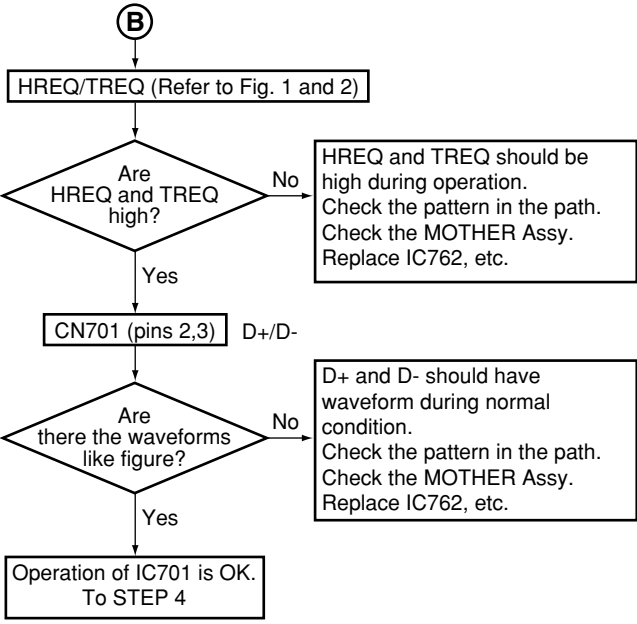 B
HREQ/TREQ (Refer to Fig. 1 and 2)
Are
HREQ and TREQ
high?
No
HREQ and TREQ should be
high during operation.
Check the pattern in the path.
Check the MOTHER Assy.
Replace IC762, etc.
Yes
CN701 (pins 2,3)
D+/D-
Are
there the waveforms
like figure?
No
D+ and D- should have
waveform during normal
condition.
Check the pattern in the path.
Check the MOTHER Assy.
Replace IC762, etc.
Yes
Operation of IC701 is OK.
To STEP 4